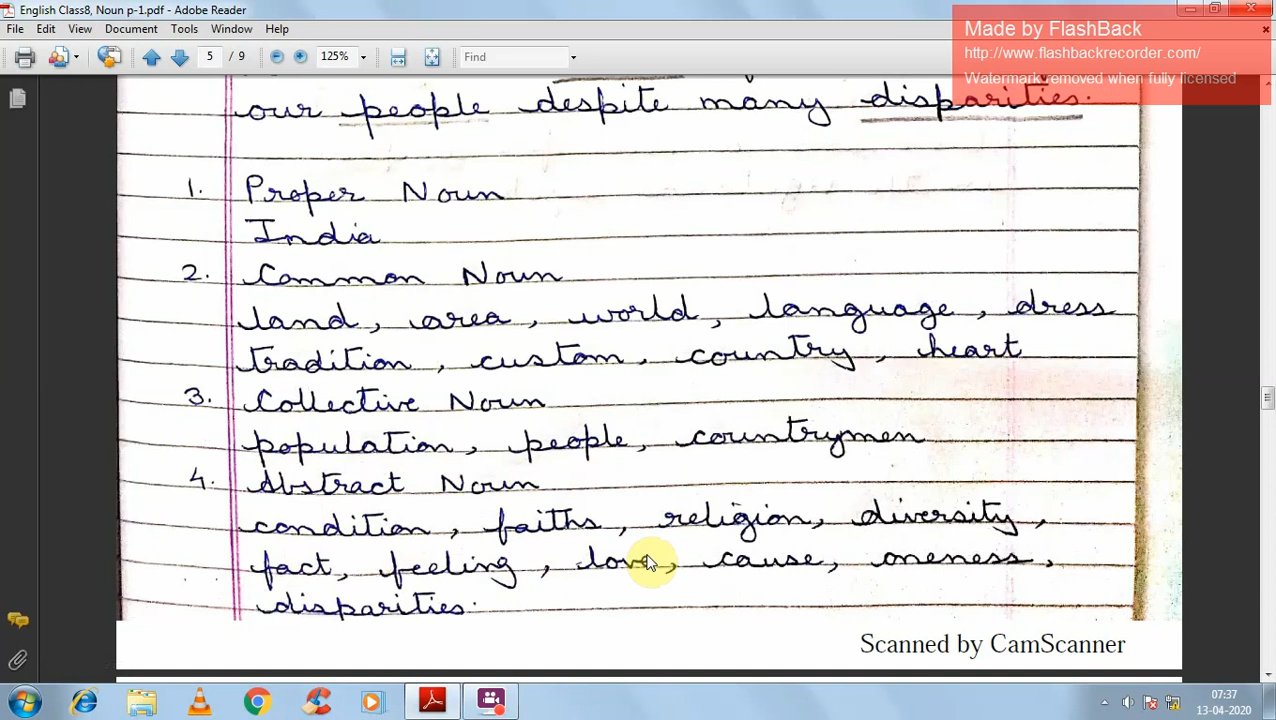 English Class8, Noun p-1.pdf - Adobe Reader
File Edit View Document Tools Window Help
5 / 9 125% Find
Made by FlashBack
http://www.flashbackrecorder.com/
Watermark removed when fully licensed
our people despite many disparities.
1. Proper Noun
India
2. Common Noun
land, area, world, language, dress
tradition, custom, country, heart
3. Collective Noun
population, people, countrymen
4. Abstract Noun
condition, faiths, religion, diversity,
fact, feeling, love, cause, oneness,
disparities.
Scanned by CamScanner
07:37
13-04-2020